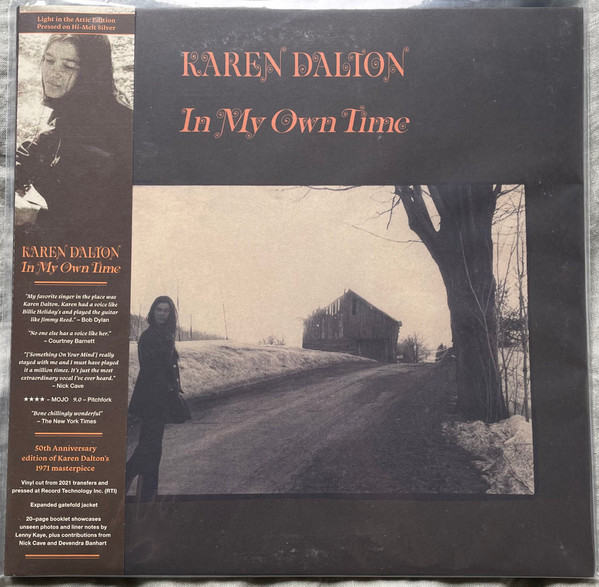 Light in the Attic Edition
Pressed on Hi-Melt Silver
KAREN DALTON
In My Own Time
KAREN DALTON
In My Own Time
"My favorite singer in the place was
Karen Dalton. Karen had a voice like
Billie Holiday's and played the guitar
like Jimmy Reed." – Bob Dylan
"No one else has a voice like her."
– Courtney Barnett
"['Something On Your Mind'] really
stayed with me and I must have played
it a million times. It's just the most
extraordinary vocal I've ever heard."
– Nick Cave
★★★★ – MOJO 9.0 – Pitchfork
"Bone chillingly wonderful"
– The New York Times
50th Anniversary
edition of Karen Dalton's
1971 masterpiece
Vinyl cut from 2021 transfers and
pressed at Record Technology Inc. (RTI)
Expanded gatefold jacket
20-page booklet showcases
unseen photos and liner notes by
Lenny Kaye, plus contributions from
Nick Cave and Devendra Banhart